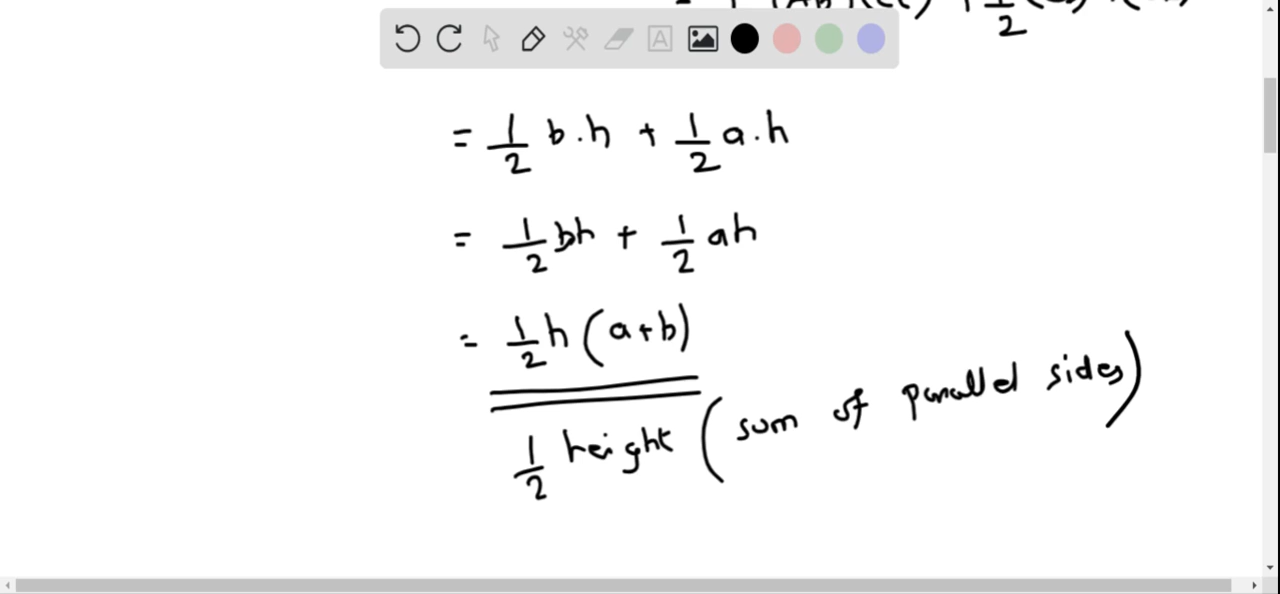 = 1/2 b.h + 1/2 a.h
= 1/2 bh + 1/2 ah
= 1/2 h (a+b)
1/2 height (sum of parallel sides)